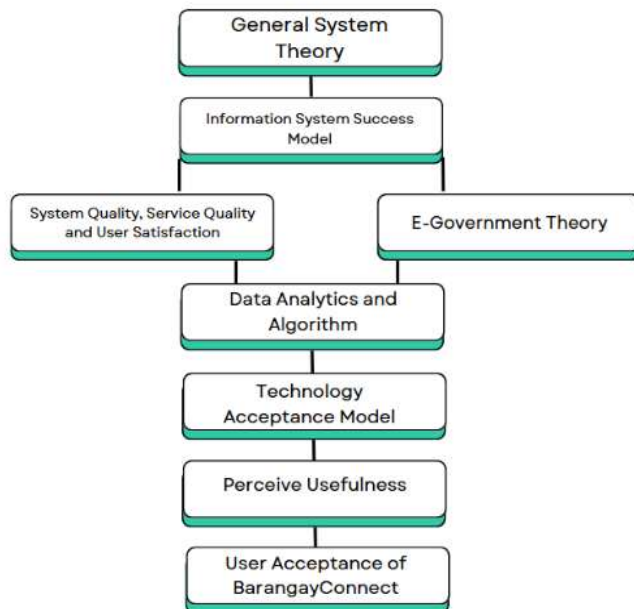 General System
Theory
Information System Success
Model
System Quality, Service Quality
and User Satisfaction
E-Government Theory
Data Analytics and
Algorithm
Technology
Acceptance Model
Perceive Usefulness
User Acceptance of
BarangayConnect